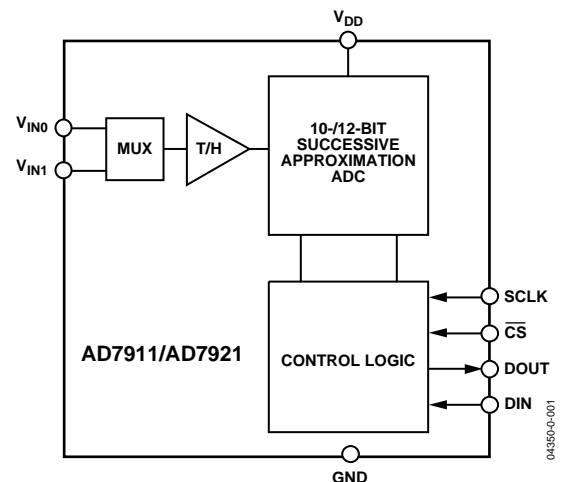 VDD
VIN0
VIN1
MUX
T/H
10-/12-BIT
SUCCESSIVE
APPROXIMATION
ADC
SCLK
CS
DOUT
DIN
CONTROL LOGIC
AD7911/AD7921
GND
04350-0-001